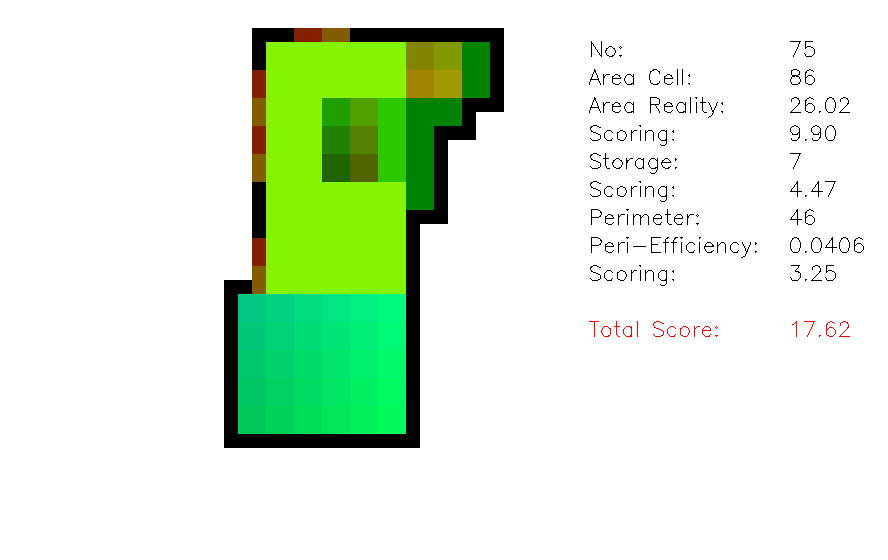 No: 75
Area Cell: 86
Area Reality: 26.02
Scoring: 9.90
Storage: 7
Scoring: 4.47
Perimeter: 46
Peri-Efficiency: 0.0406
Scoring: 3.25
Total Score: 17.62